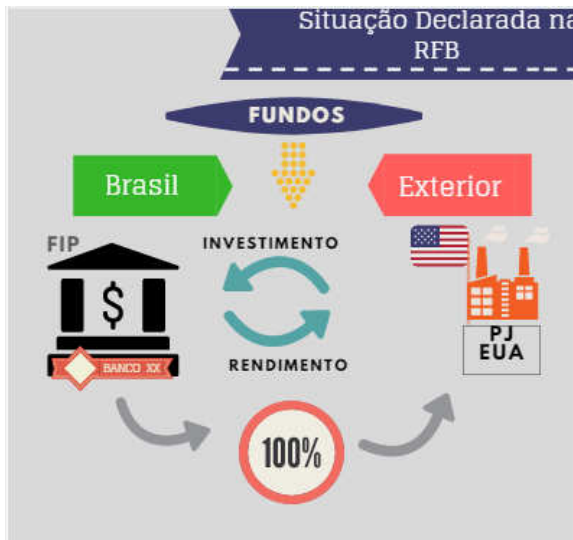 Situação Declarada na
RFB
FUNDOS
Brasil
Exterior
FIP
INVESTIMENTO
$
RENDIMENTO
BANCO XX
PJ
EUA
100%